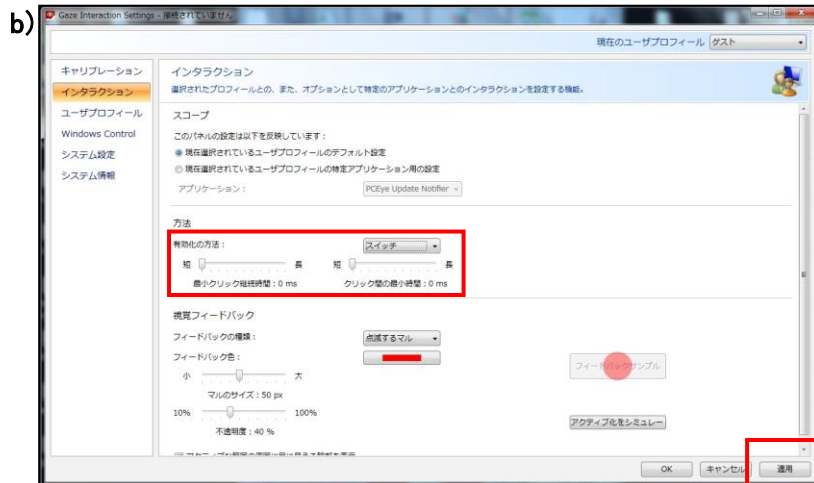 b)
Gaze Interaction Settings - 接続されていません
現在のユーザプロフィール ゲスト
キャリブレーション
インタラクション
ユーザプロフィール
Windows Control
システム設定
システム情報
インタラクション
選択されたプロフィールとの、また、オプションとして特定のアプリケーションとのインタラクションを設定する機能。
スコープ
このパネルの設定は以下を反映しています：
現在選択されているユーザプロフィールのデフォルト設定
現在選択されているユーザプロフィールの特定アプリケーション用の設定
アプリケーション： PCEye Update Notifier
方法
有効化の方法： スイッチ
短 長 短 長
最小クリック継続時間：0 ms クリック間の最小時間：0 ms
視覚フィードバック
フィードバックの種類： 点滅するマル
フィードバック色：
フィードバックサンプル
小 大
マルのサイズ：50 px
10% 100%
不透明度：40 %
アクティブ化をシミュレー
OK キャンセル 適用